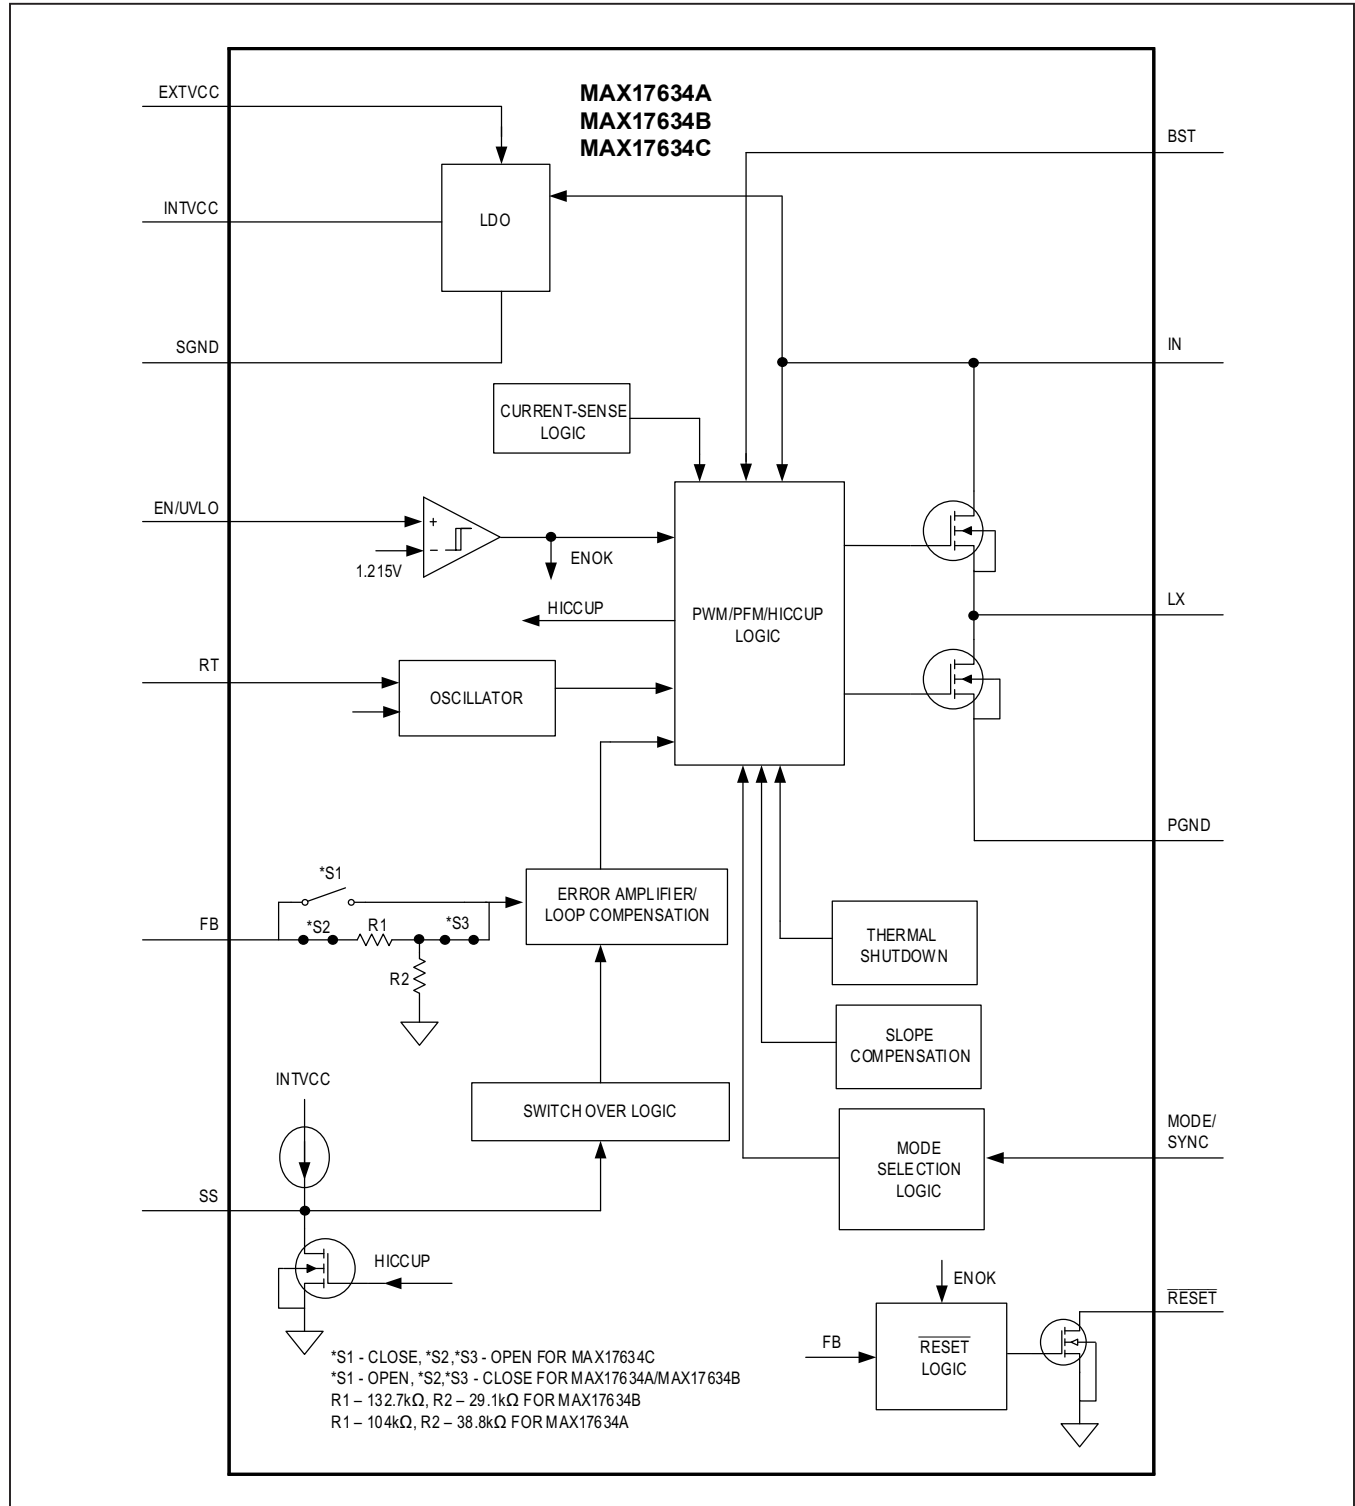 EXTVCC
MAX17634A
MAX17634B
MAX17634C
BST
INTVCC
LDO
SGND
IN
CURRENT-SENSE
LOGIC
EN/UVLO
+
−
1.215V
ENOK
HICCUP
PWM/PFM/HICCUP
LOGIC
LX
RT
OSCILLATOR
PGND
*S1
ERROR AMPLIFIER/
LOOP COMPENSATION
FB
*S2
R1
*S3
R2
THERMAL
SHUTDOWN
SLOPE
COMPENSATION
INTVCC
SWITCH OVER LOGIC
MODE/
SYNC
MODE
SELECTION
LOGIC
SS
HICCUP
ENOK
RESET
FB
RESET
LOGIC
*S1 - CLOSE, *S2,*S3 - OPEN FOR MAX17634C
*S1 - OPEN, *S2,*S3 - CLOSE FOR MAX17634A/MAX17634B
R1 – 132.7kΩ, R2 – 29.1kΩ FOR MAX17634B
R1 – 104kΩ, R2 – 38.8kΩ FOR MAX17634A